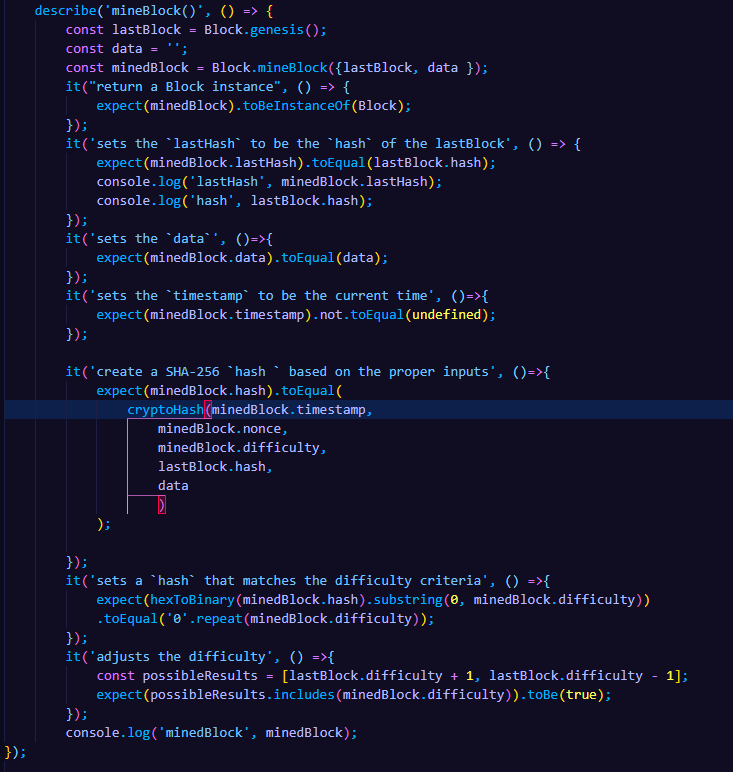 describe('mineBlock()', () => {
const lastBlock = Block.genesis();
const data = '';
const minedBlock = Block.mineBlock({lastBlock, data });
it("return a Block instance", () => {
expect(minedBlock).toBeInstanceOf(Block);
});
it('sets the `lastHash` to be the `hash` of the lastBlock', () => {
expect(minedBlock.lastHash).toEqual(lastBlock.hash);
console.log('lastHash', minedBlock.lastHash);
console.log('hash', lastBlock.hash);
});
it('sets the `data`', ()=>{
expect(minedBlock.data).toEqual(data);
});
it('sets the `timestamp` to be the current time', ()=>{
expect(minedBlock.timestamp).not.toEqual(undefined);
});
it('create a SHA-256 `hash ` based on the proper inputs', ()=>{
expect(minedBlock.hash).toEqual(
cryptoHash(minedBlock.timestamp,
minedBlock.nonce,
minedBlock.difficulty,
lastBlock.hash,
data
)
);
});
it('sets a `hash` that matches the difficulty criteria', () =>{
expect(hexToBinary(minedBlock.hash).substring(0, minedBlock.difficulty))
.toEqual('0'.repeat(minedBlock.difficulty));
});
it('adjusts the difficulty', () =>{
const possibleResults = [lastBlock.difficulty + 1, lastBlock.difficulty - 1];
expect(possibleResults.includes(minedBlock.difficulty)).toBe(true);
});
console.log('minedBlock', minedBlock);
});